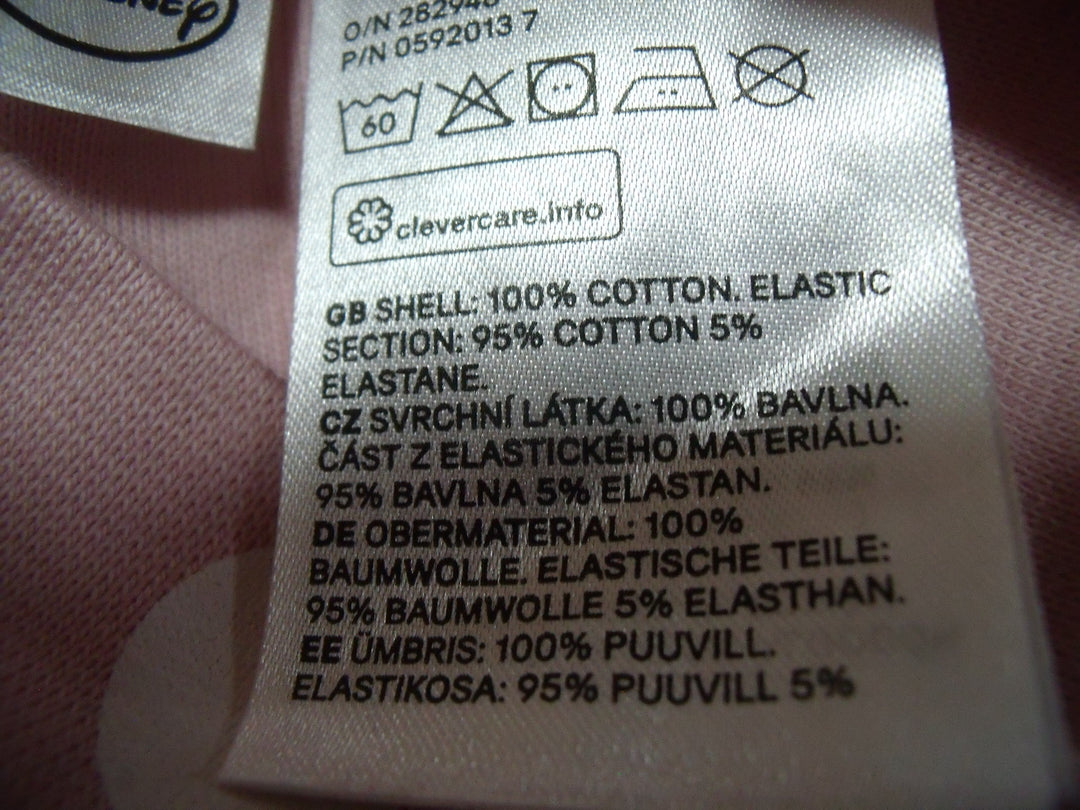 O/N
P/N 0592013 7
60
clevercare.info
GB SHELL: 100% COTTON. ELASTIC
SECTION: 95% COTTON 5%
ELASTANE.
CZ SVRCHNÍ LÁTKA: 100% BAVLNA.
ČÁST Z ELASTICKÉHO MATERIÁLU:
95% BAVLNA 5% ELASTAN.
DE OBERMATERIAL: 100%
BAUMWOLLE. ELASTISCHE TEILE:
95% BAUMWOLLE 5% ELASTHAN.
EE ÜMBRIS: 100% PUUVILL.
ELASTIKOSA: 95% PUUVILL 5%